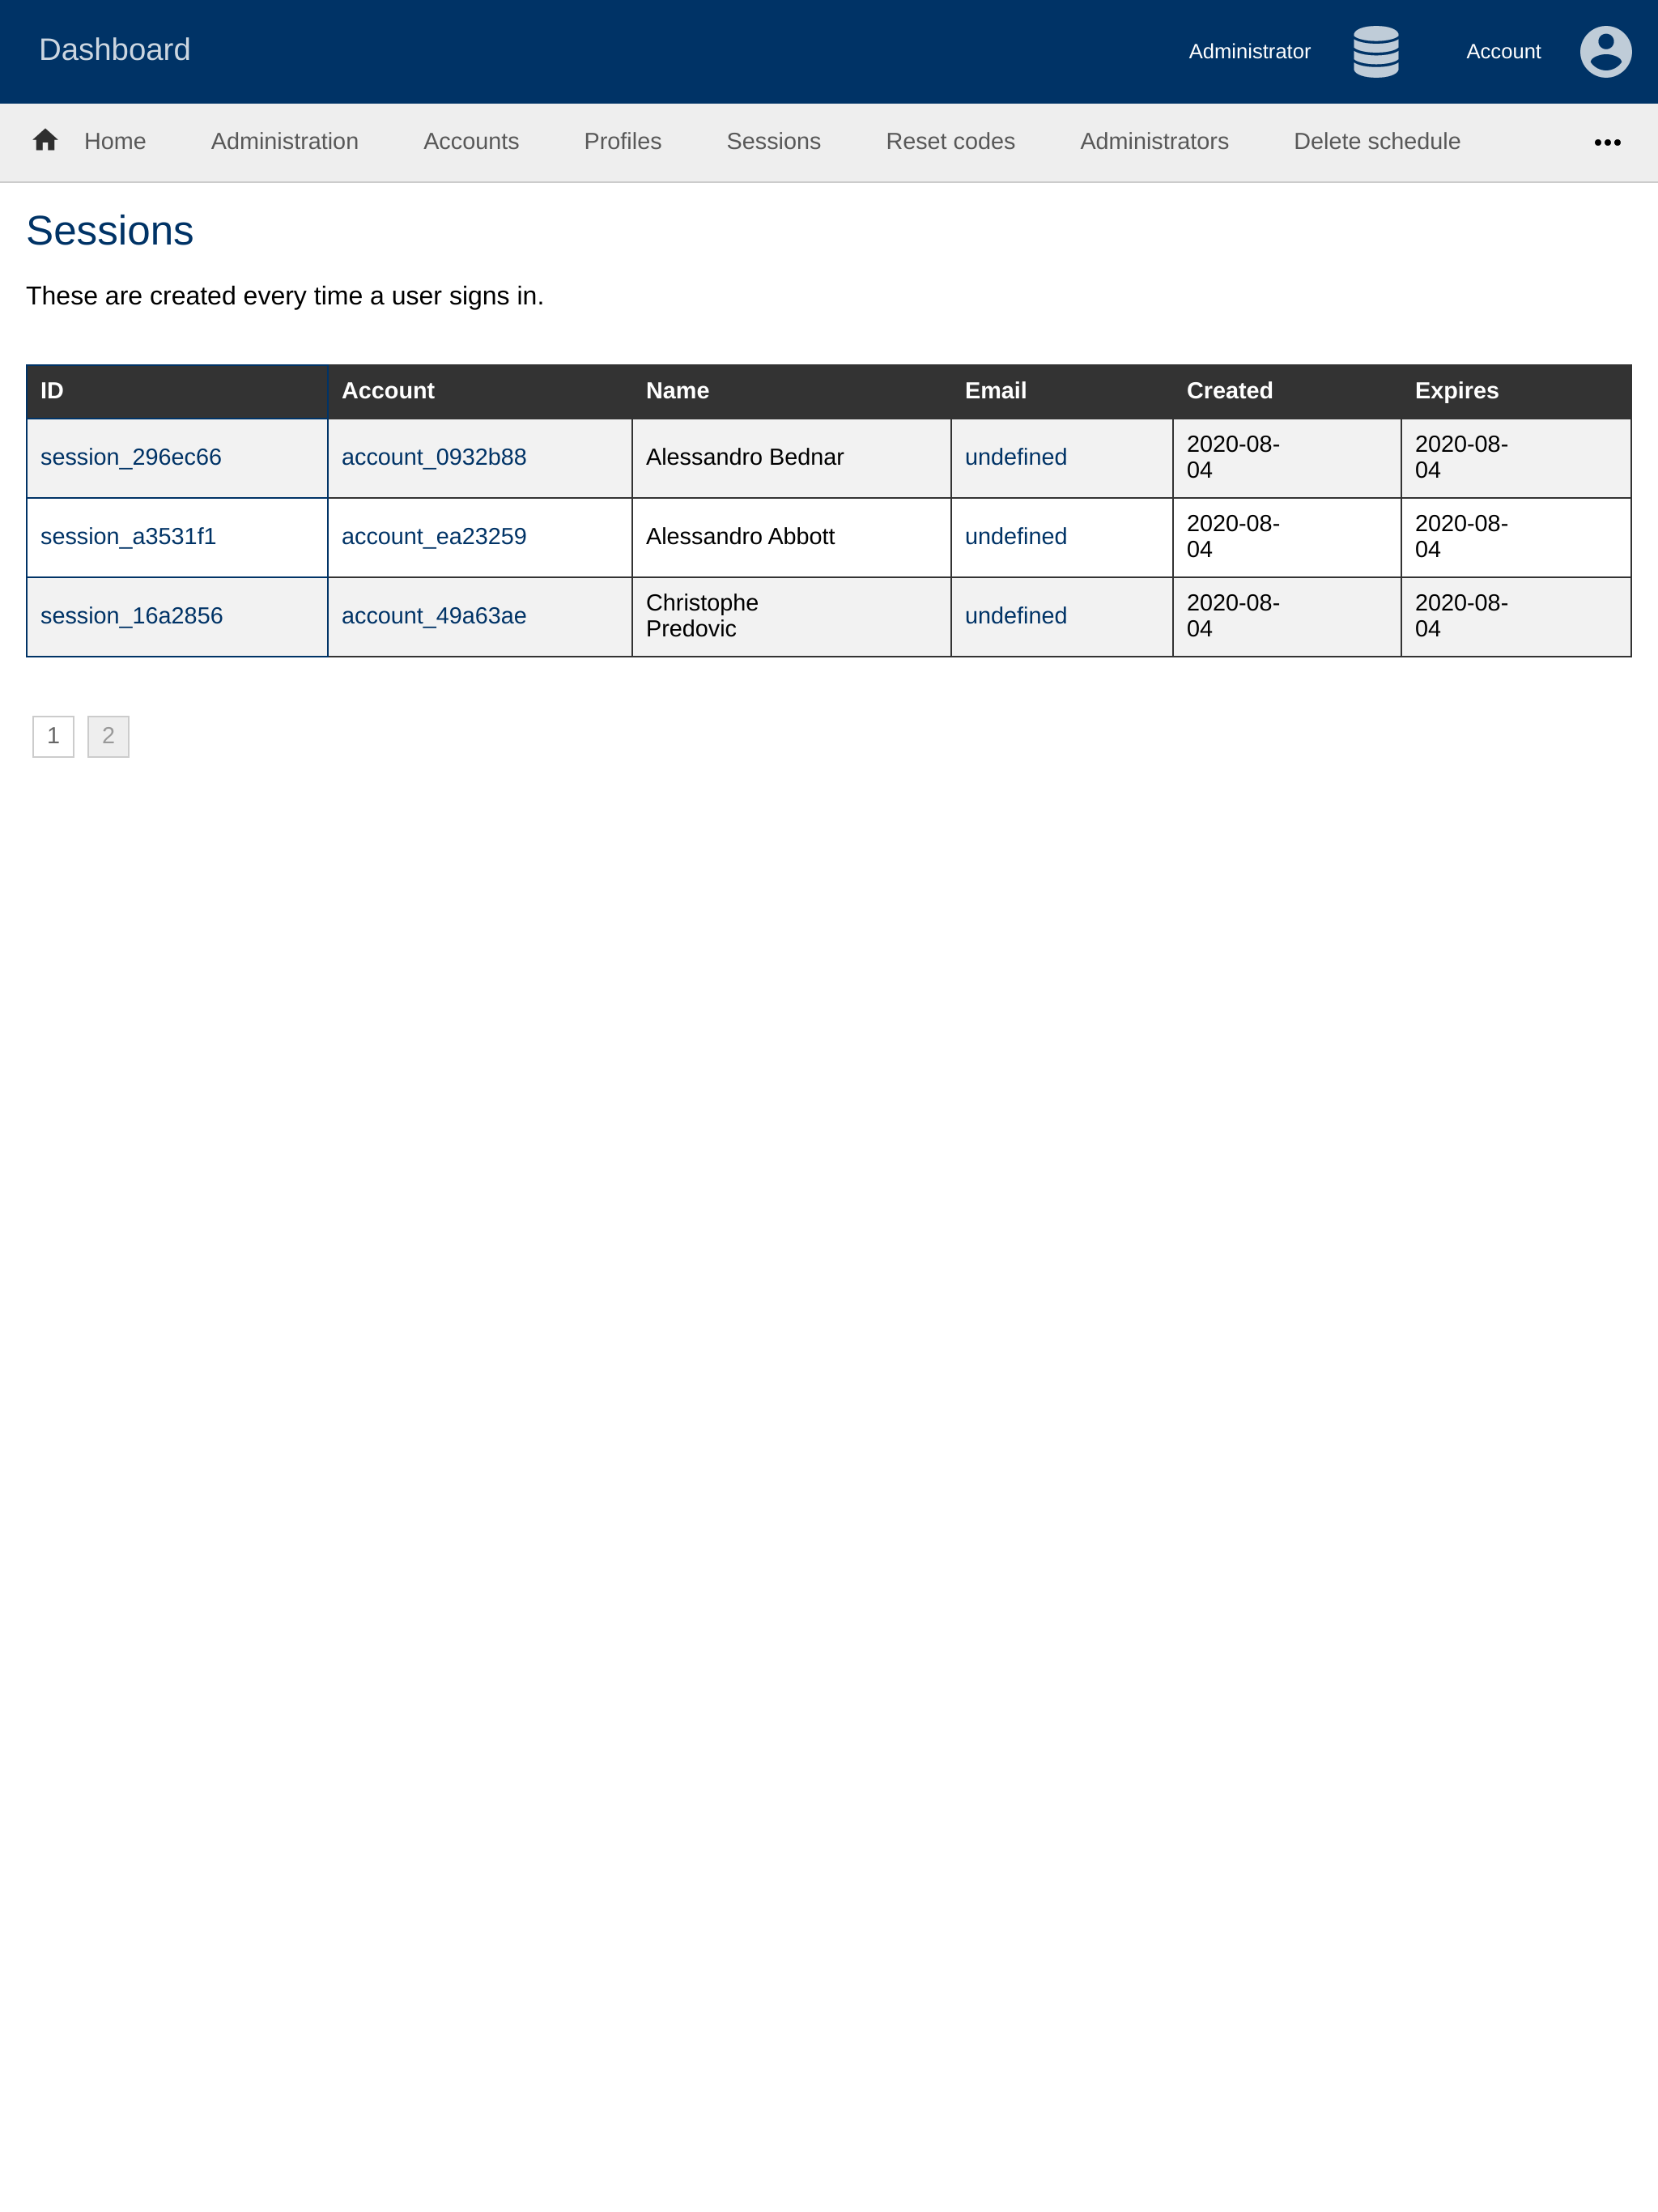 Dashboard
Administrator
Account
Home Administration Accounts Profiles Sessions Reset codes Administrators Delete schedule •••
Sessions
These are created every time a user signs in.
ID Account Name Email Created Expires
session_296ec66 account_0932b88 Alessandro Bednar undefined 2020-08-04 2020-08-04
session_a3531f1 account_ea23259 Alessandro Abbott undefined 2020-08-04 2020-08-04
session_16a2856 account_49a63ae Christophe Predovic undefined 2020-08-04 2020-08-04
1 2